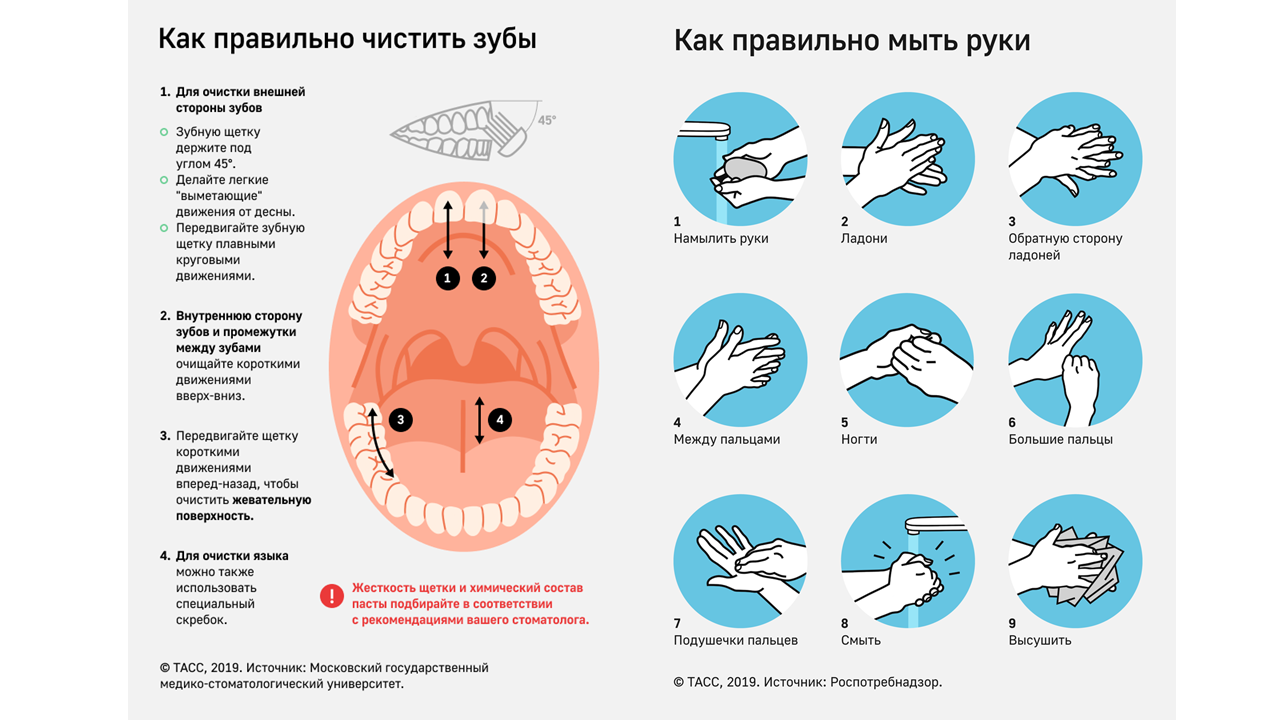 Как правильно чистить зубы
1. Для очистки внешней
стороны зубов
Зубную щетку
держите под
углом 45°.
Делайте легкие
"выметающие"
движения от десны.
Передвигайте зубную
щетку плавными
круговыми
движениями.
2. Внутреннюю сторону
зубов и промежутки
между зубами
очищайте короткими
движениями
вверх-вниз.
3. Передвигайте щетку
короткими
движениями
вперед-назад, чтобы
очистить жевательную
поверхность.
4. Для очистки языка
можно также
использовать
специальный
скребок.
45°
1 2
3 4
! Жесткость щетки и химический состав
пасты подбирайте в соответствии
с рекомендациями вашего стоматолога.
© ТАСС, 2019. Источник: Московский государственный
медико-стоматологический университет.
Как правильно мыть руки
1
Намылить руки
2
Ладони
3
Обратную сторону
ладоней
4
Между пальцами
5
Ногти
6
Большие пальцы
7
Подушечки пальцев
8
Смыть
9
Высушить
© ТАСС, 2019. Источник: Роспотребнадзор.